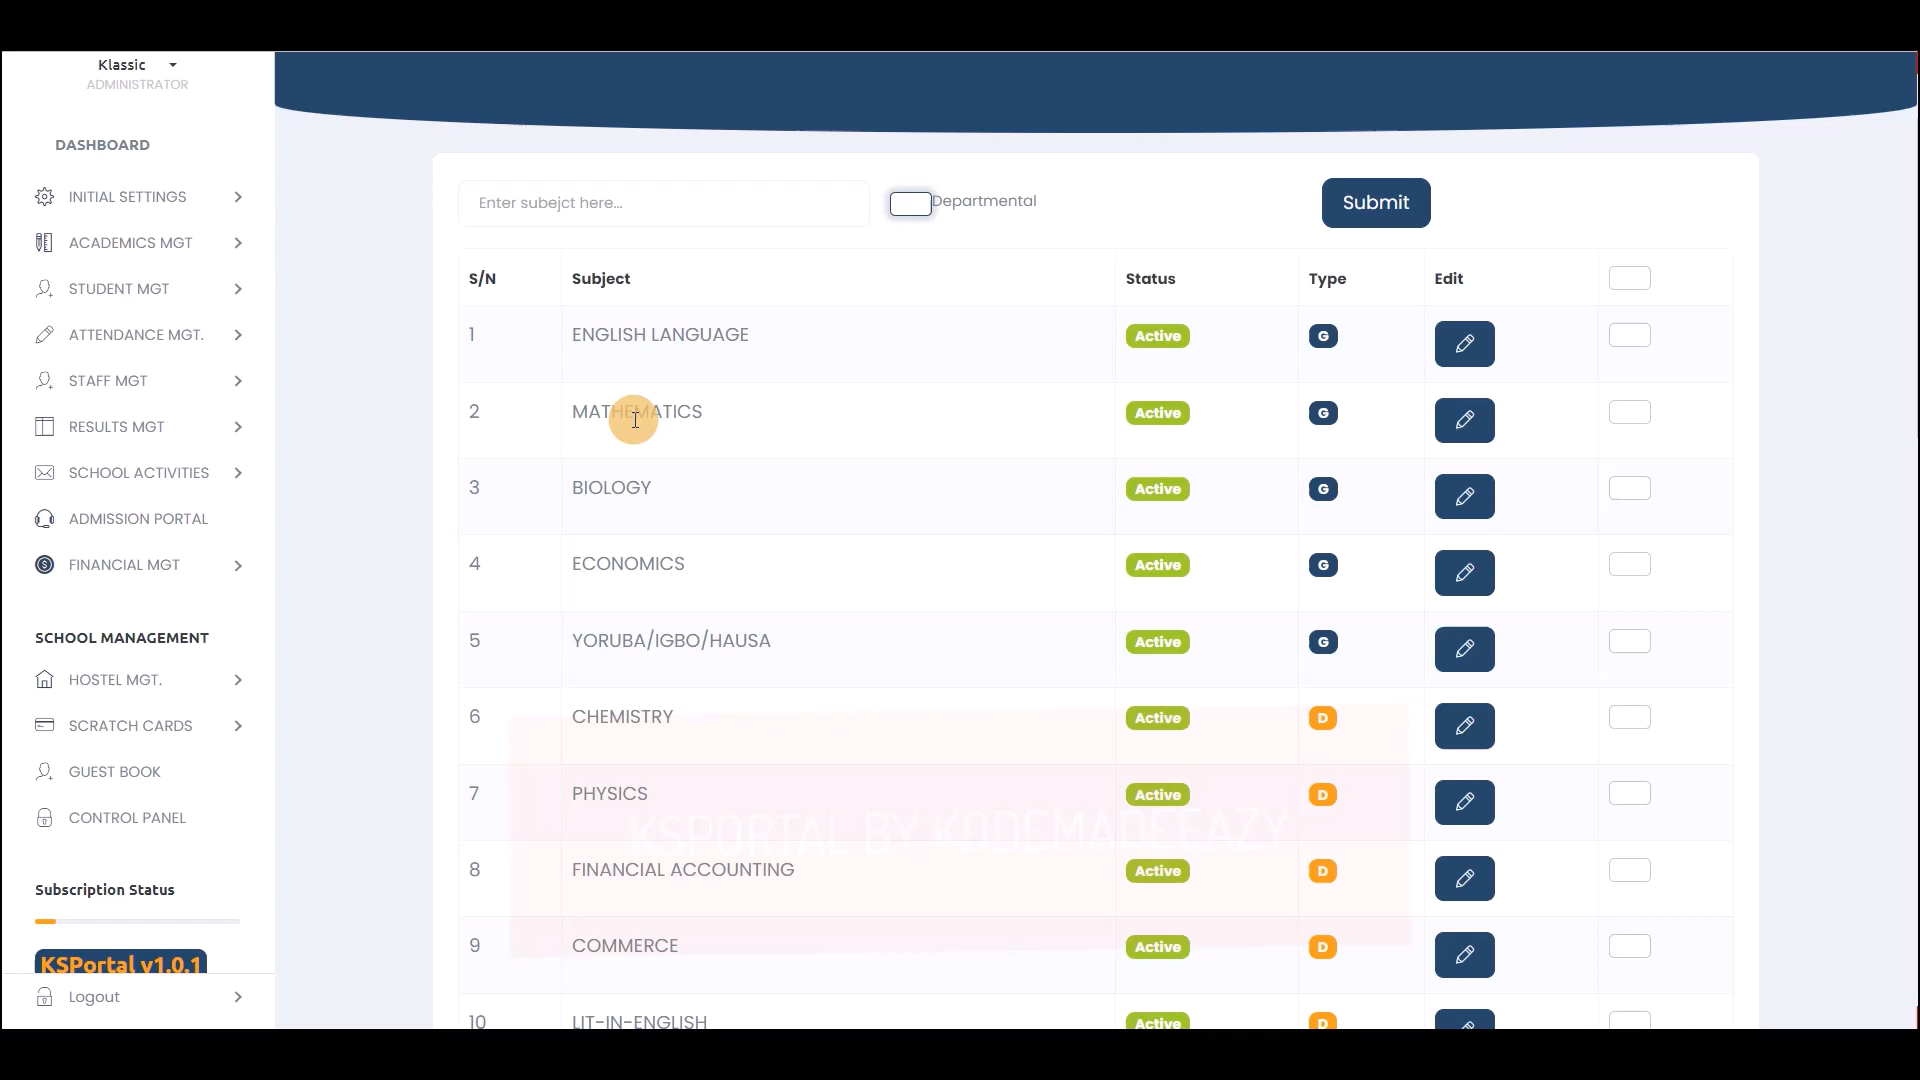 Klassic
ADMINISTRATOR
DASHBOARD
INITIAL SETTINGS
ACADEMICS MGT
STUDENT MGT
ATTENDANCE MGT.
STAFF MGT
RESULTS MGT
SCHOOL ACTIVITIES
ADMISSION PORTAL
FINANCIAL MGT
SCHOOL MANAGEMENT
HOSTEL MGT.
SCRATCH CARDS
GUEST BOOK
CONTROL PANEL
Subscription Status
KSPortal v1.0.1
Logout
Enter subejct here... Departmental Submit
S/N Subject Status Type Edit
1 ENGLISH LANGUAGE Active G
2 MATHEMATICS Active G
3 BIOLOGY Active G
4 ECONOMICS Active G
5 YORUBA/IGBO/HAUSA Active G
6 CHEMISTRY Active D
7 PHYSICS Active D
KSPORTAL BY KODEMADEEAZY
8 FINANCIAL ACCOUNTING Active D
9 COMMERCE Active D
10 LIT-IN-ENGLISH Active D